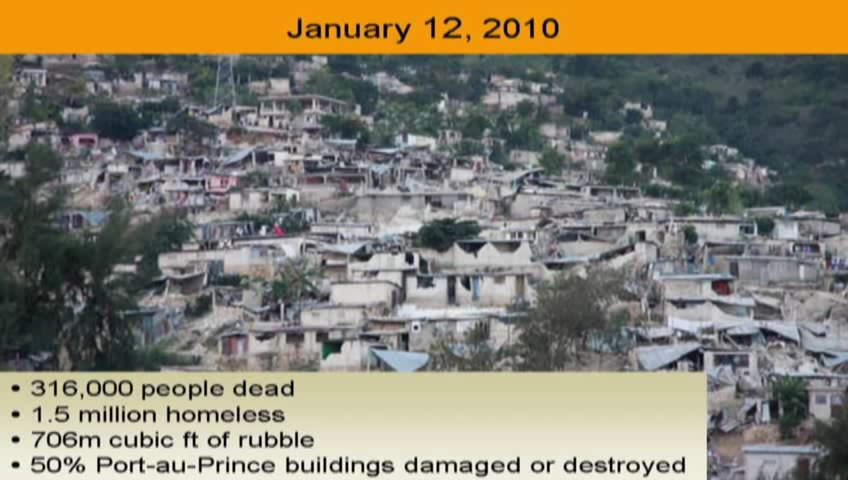 January 12, 2010
• 316,000 people dead
• 1.5 million homeless
• 706m cubic ft of rubble
• 50% Port-au-Prince buildings damaged or destroyed